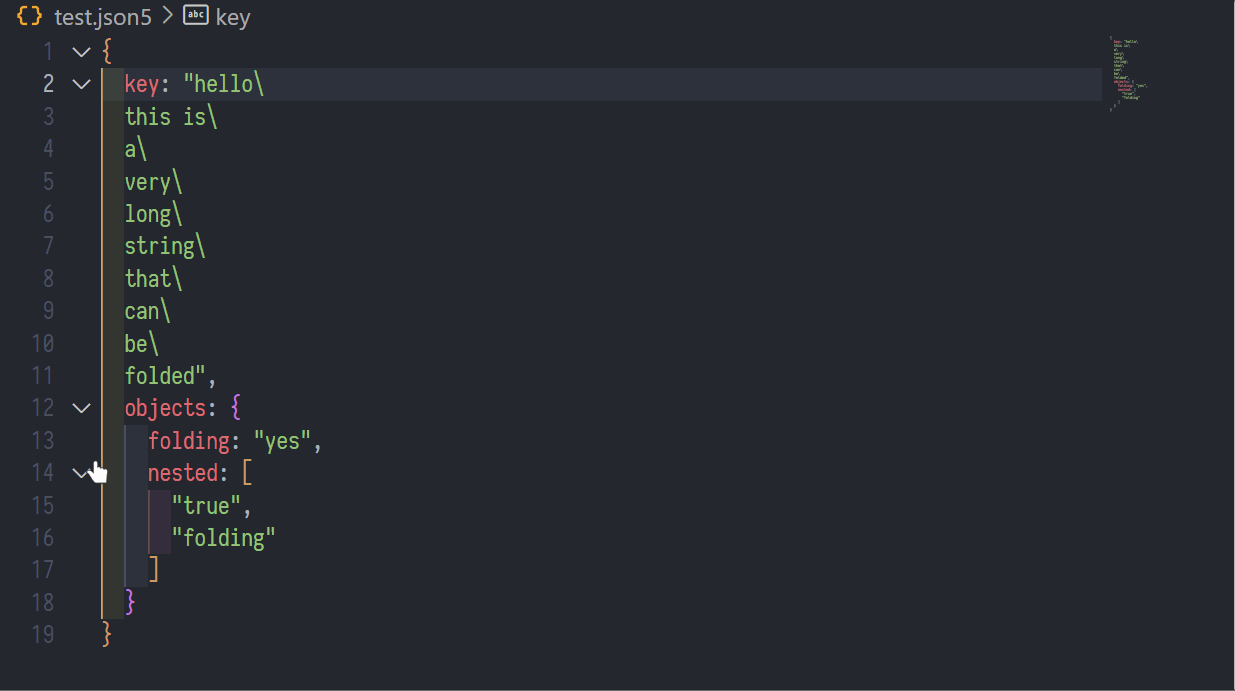 {} test.json5 > abc key
1 {
2   key: "hello\
3   this is\
4   a\
5   very\
6   long\
7   string\
8   that\
9   can\
10   be\
11   folded",
12   objects: {
13     folding: "yes",
14     nested: [
15       "true",
16       "folding"
17     ]
18   }
19 }